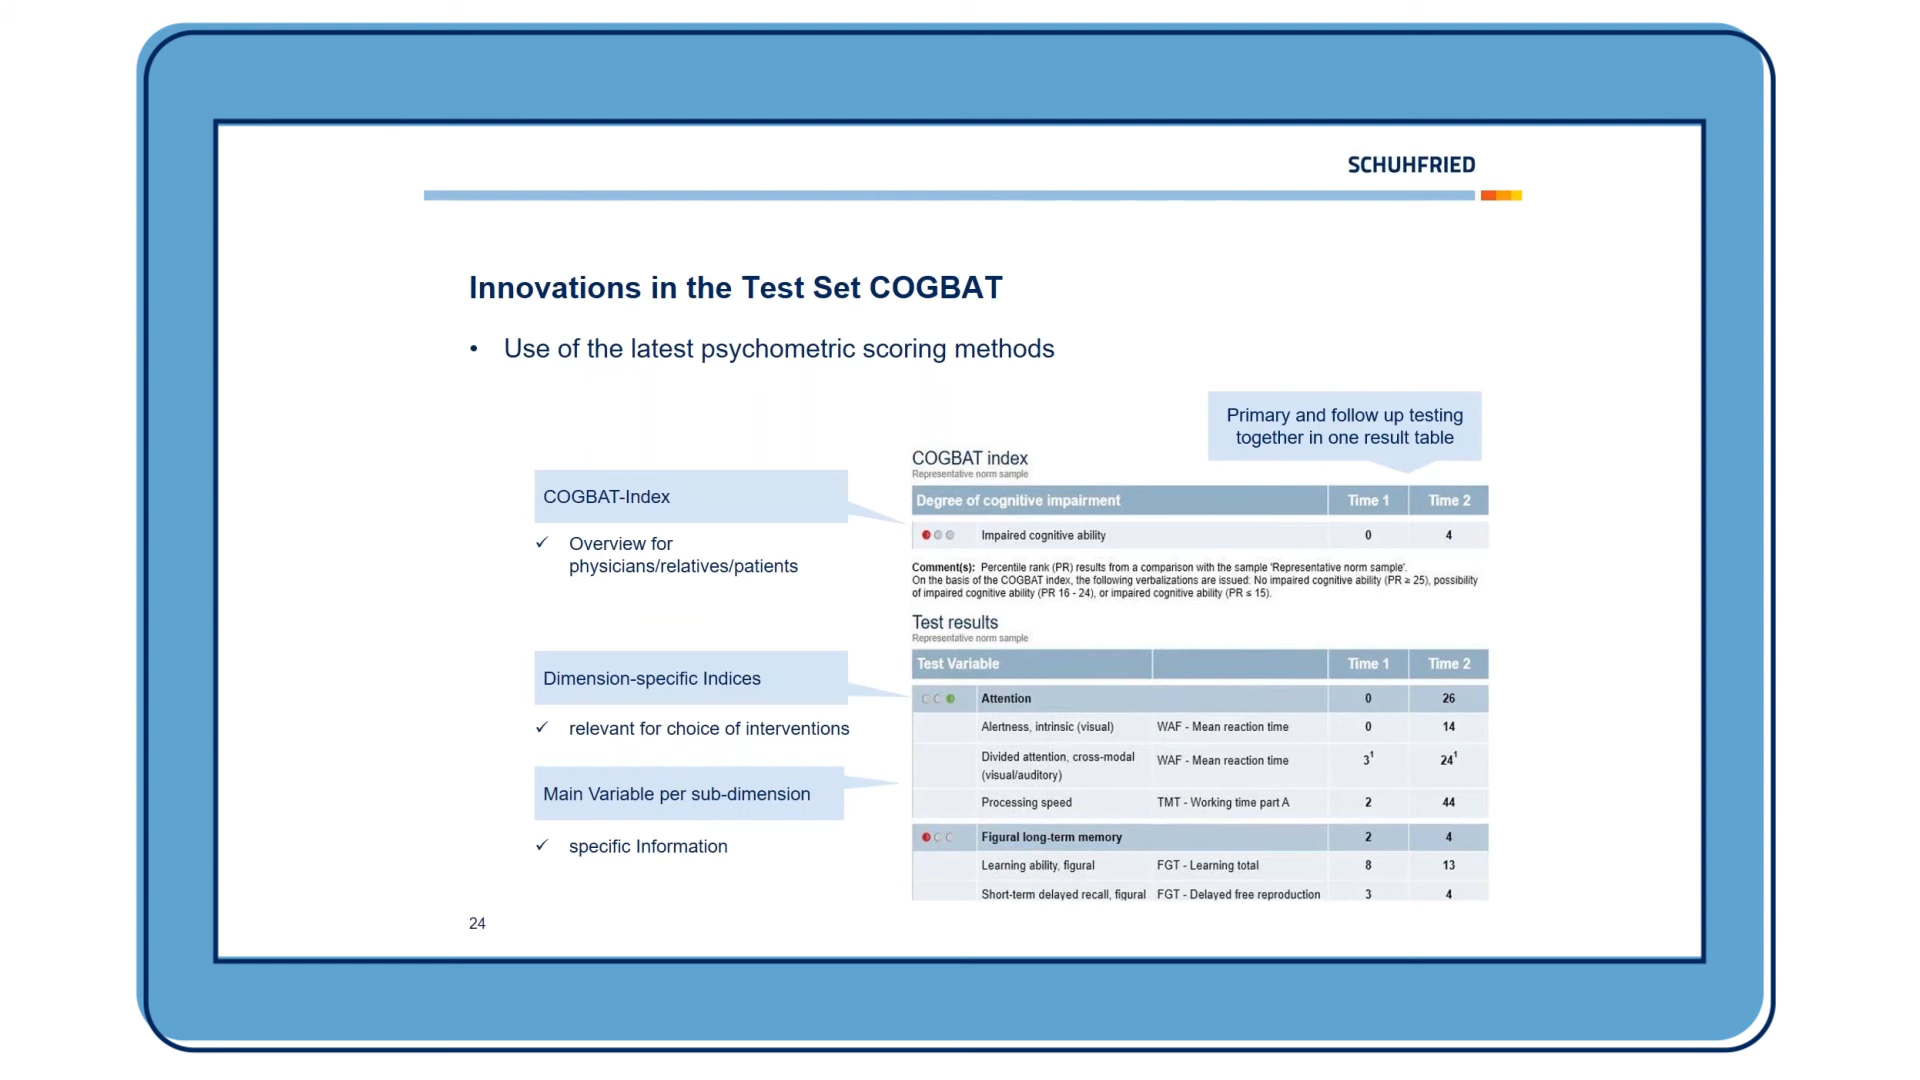 SCHUHFRIED
Innovations in the Test Set COGBAT
• Use of the latest psychometric scoring methods
Primary and follow up testing
together in one result table
COGBAT-Index
✓ Overview for
physicians/relatives/patients
Dimension-specific Indices
✓ relevant for choice of interventions
Main Variable per sub-dimension
✓ specific Information
COGBAT index
Representative norm sample
Degree of cognitive impairment Time 1 Time 2
Impaired cognitive ability 0 4
Comment(s): Percentile rank (PR) results from a comparison with the sample 'Representative norm sample'.
On the basis of the COGBAT index, the following verbalizations are issued: No impaired cognitive ability (PR ≥ 25), possibility
of impaired cognitive ability (PR 16 - 24), or impaired cognitive ability (PR ≤ 15).
Test results
Representative norm sample
Test Variable Time 1 Time 2
Attention 0 26
Alertness, intrinsic (visual) WAF - Mean reaction time 0 14
Divided attention, cross-modal
(visual/auditory) WAF - Mean reaction time 3¹ 24¹
Processing speed TMT - Working time part A 2 44
Figural long-term memory 2 4
Learning ability, figural FGT - Learning total 8 13
Short-term delayed recall, figural FGT - Delayed free reproduction 3 4
24